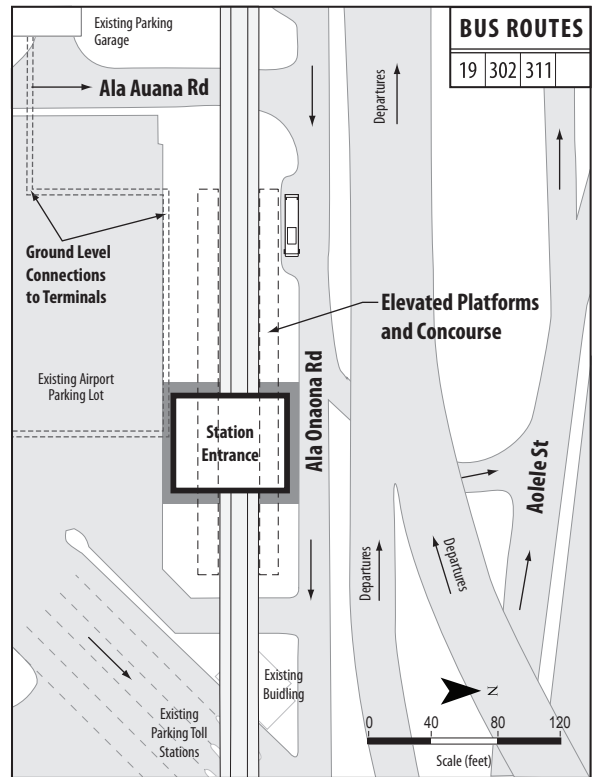 Existing Parking
Garage
BUS ROUTES
19 302 311
Ala Auana Rd
Departures
Ground Level
Connections
to Terminals
Elevated Platforms
and Concourse
Existing Airport
Parking Lot
Ala Onaona Rd
Station
Entrance
Aolele St
Departures
Departures
Existing
Buidling
N
Existing
Parking Toll
Stations
0 40 80 120
Scale (feet)